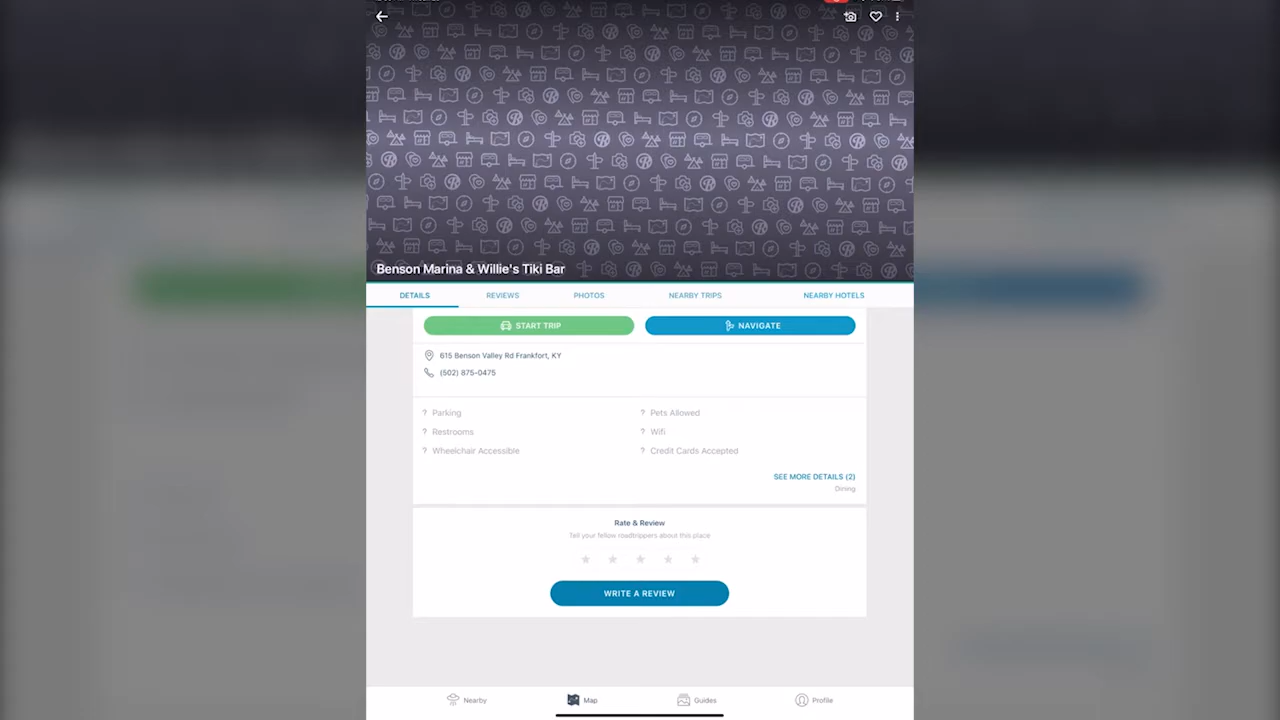 Benson Marina & Willie's Tiki Bar
DETAILS
REVIEWS
PHOTOS
NEARBY TRIPS
NEARBY HOTELS
START TRIP
NAVIGATE
615 Benson Valley Rd Frankfort, KY
(502) 875-0475
? Parking
? Pets Allowed
? Restrooms
? Wifi
? Wheelchair Accessible
? Credit Cards Accepted
SEE MORE DETAILS (2)
Dining
Rate & Review
Tell your fellow roadtrippers about this place
WRITE A REVIEW
Nearby
Map
Guides
Profile